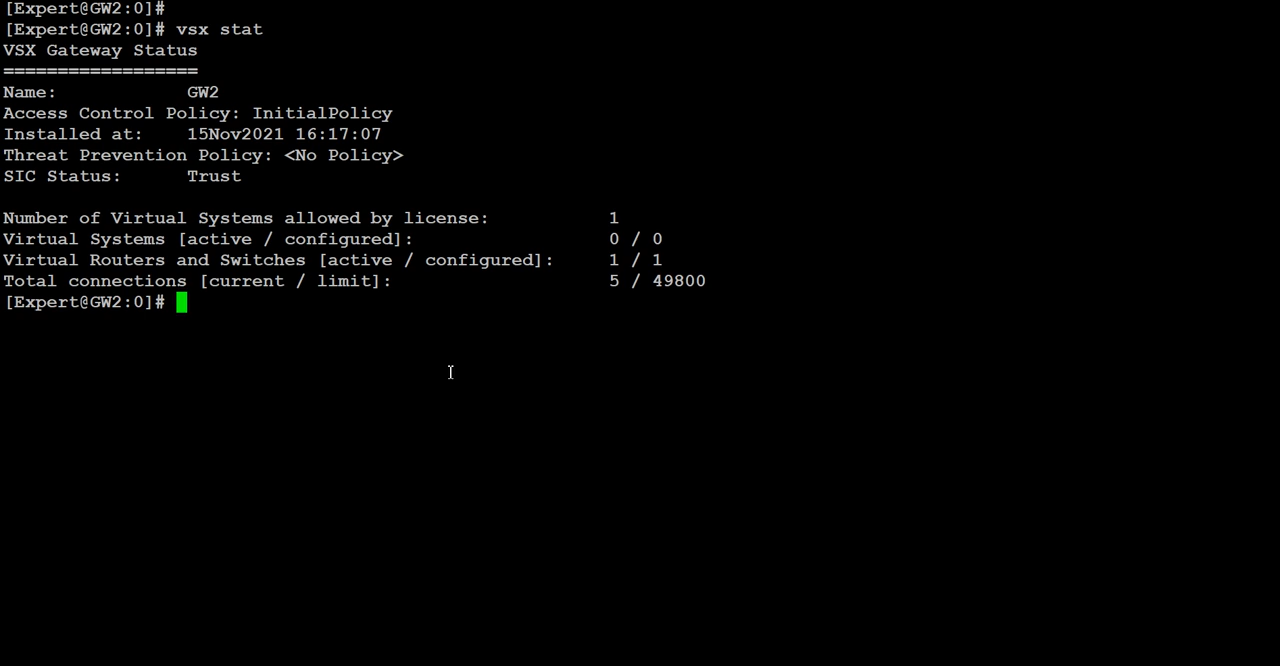 [Expert@GW2:0]#
[Expert@GW2:0]# vsx stat
VSX Gateway Status
==================
Name:            GW2
Access Control Policy: InitialPolicy
Installed at:    15Nov2021 16:17:07
Threat Prevention Policy: <No Policy>
SIC Status:      Trust
Number of Virtual Systems allowed by license:           1
Virtual Systems [active / configured]:                  0 / 0
Virtual Routers and Switches [active / configured]:     1 / 1
Total connections [current / limit]:                    5 / 49800
[Expert@GW2:0]#